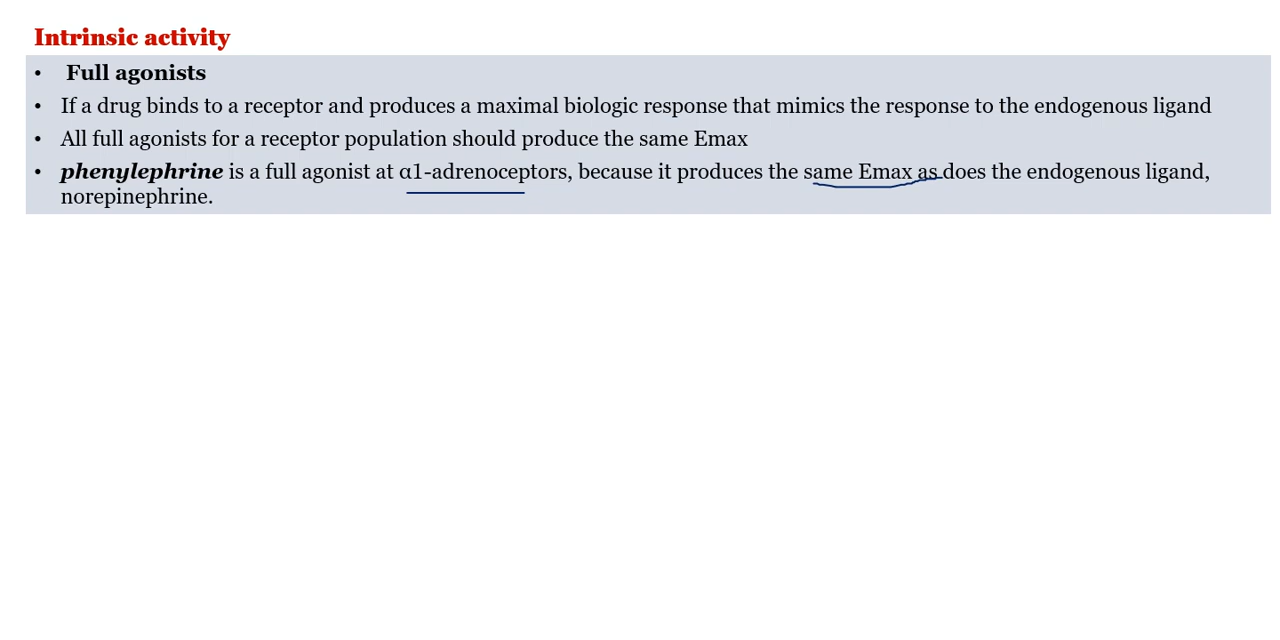 Intrinsic activity
• Full agonists
• If a drug binds to a receptor and produces a maximal biologic response that mimics the response to the endogenous ligand
• All full agonists for a receptor population should produce the same Emax
• phenylephrine is a full agonist at α1-adrenoceptors, because it produces the same Emax as does the endogenous ligand,
norepinephrine.